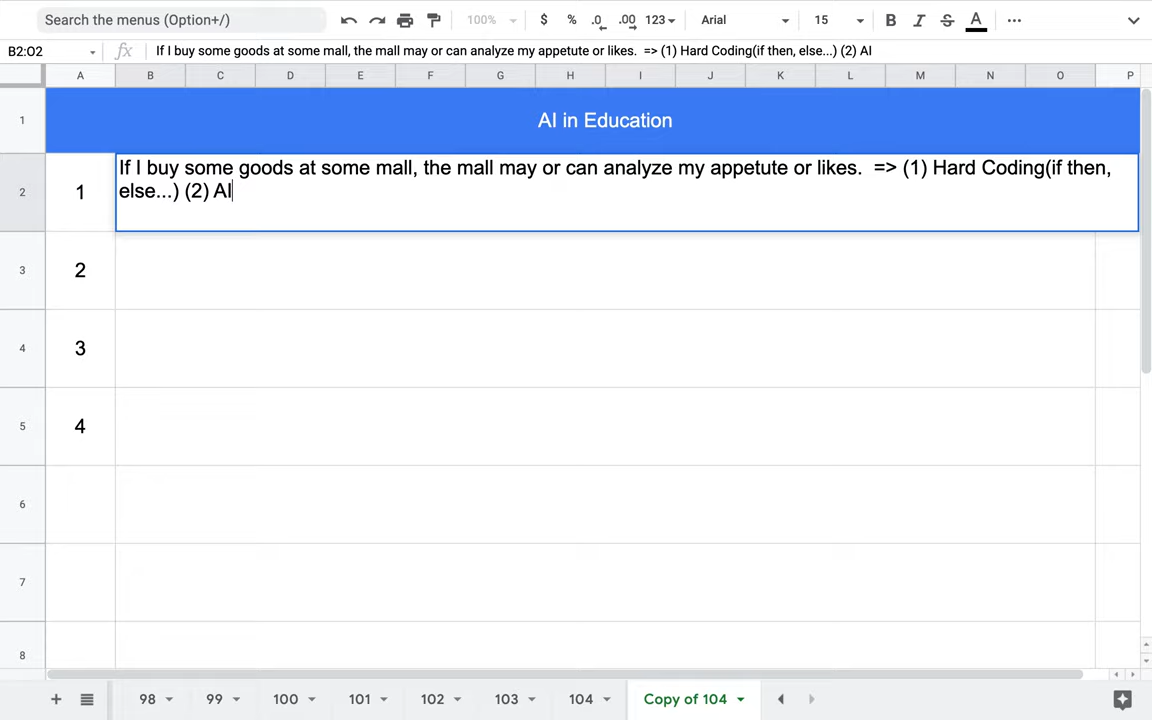 Search the menus (Option+/) 100% $ % .0 .00 123 Arial 15 B I S A ...
B2:O2 fx If I buy some goods at some mall, the mall may or can analyze my appetute or likes.  => (1) Hard Coding(if then, else...) (2) AI
A B C D E F G H I J K L M N O P
1 AI in Education
2 1 If I buy some goods at some mall, the mall may or can analyze my appetute or likes.  => (1) Hard Coding(if then,
else...) (2) AI
3 2
4 3
5 4
6
7
8
+ 98 99 100 101 102 103 104 Copy of 104